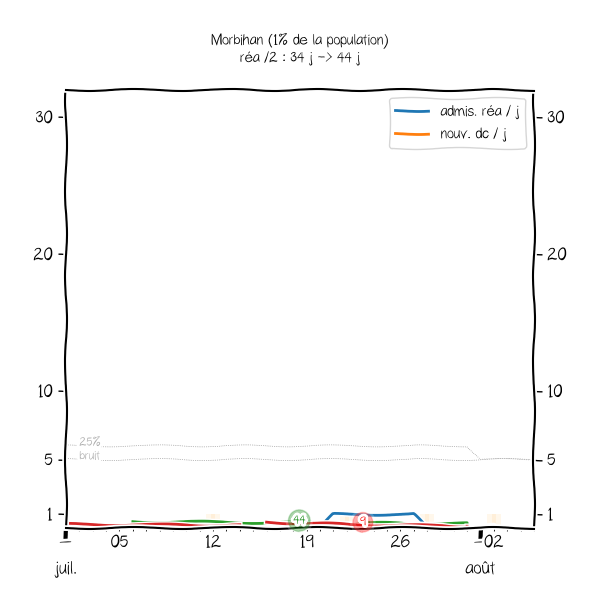 Morbihan (1% de la population)
réa /2 : 34 j -> 44 j
admis. réa / j
nouv. dc / j
30
30
20
20
10
10
25%
bruit
5
5
1
1
44
9
05
12
19
26
02
juil.
août